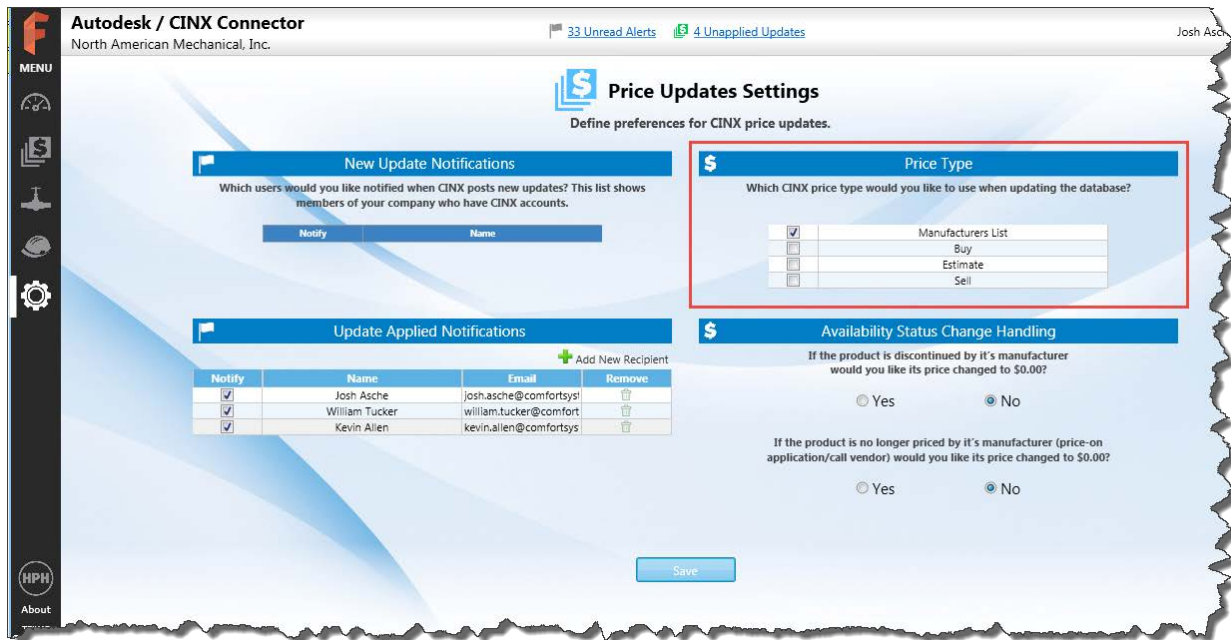 Autodesk / CINX Connector
North American Mechanical, Inc.
33 Unread Alerts
4 Unapplied Updates
MENU
Price Updates Settings
Define preferences for CINX price updates.
New Update Notifications
Which users would you like notified when CINX posts new updates? This list shows
members of your company who have CINX accounts.
Notify Name
Price Type
Which CINX price type would you like to use when updating the database?
Manufacturers List
Buy
Estimate
Sell
Update Applied Notifications
Add New Recipient
Notify Name Email Remove
Josh Asche josh.asche@comfortsyst
William Tucker william.tucker@comfort
Kevin Allen kevin.allen@comfortsys
Availability Status Change Handling
If the product is discontinued by it's manufacturer
would you like its price changed to $0.00?
Yes No
If the product is no longer priced by it's manufacturer (price-on
application/call vendor) would you like its price changed to $0.00?
Yes No
Save
HPH
About